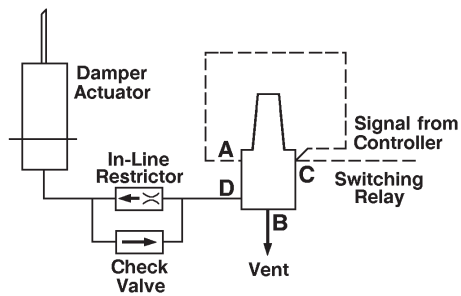 Damper
Actuator
Signal from
Controller
A
In-Line
Restrictor
C
Switching
Relay
D
B
Check
Valve
Vent